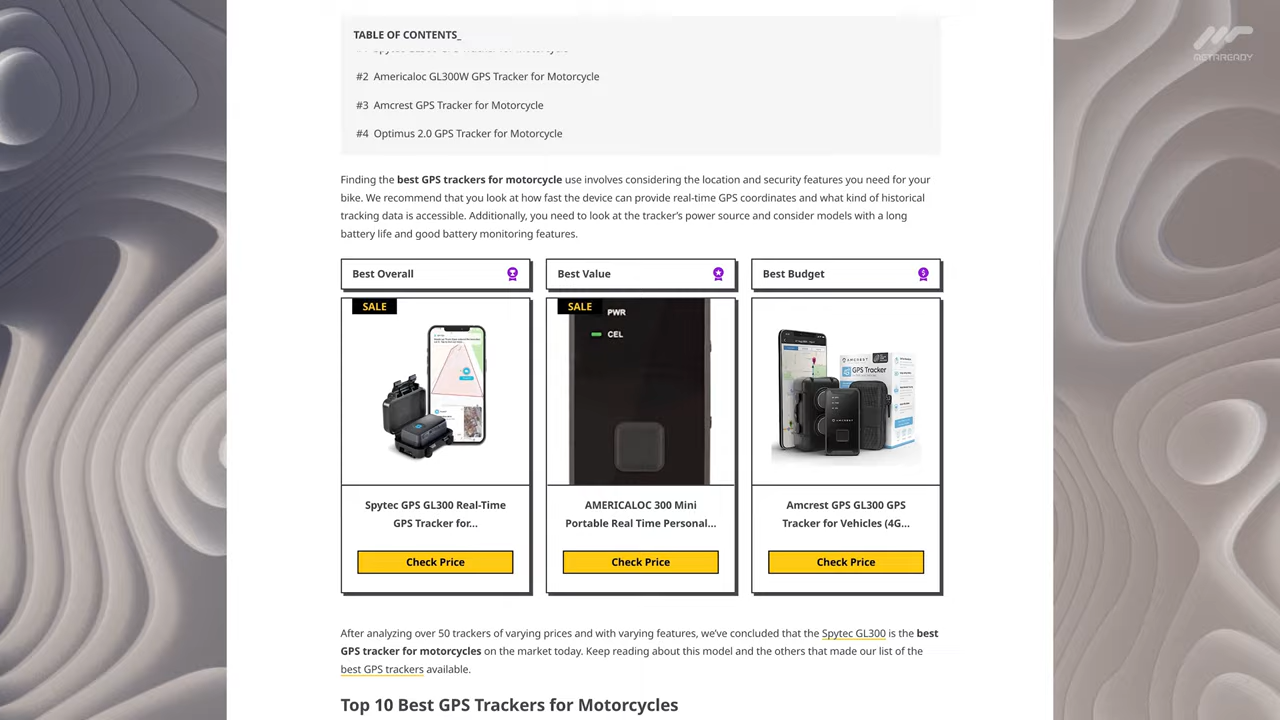 TABLE OF CONTENTS_
#2 Americaloc GL300W GPS Tracker for Motorcycle
#3 Amcrest GPS Tracker for Motorcycle
#4 Optimus 2.0 GPS Tracker for Motorcycle
METAREADY
Finding the best GPS trackers for motorcycle use involves considering the location and security features you need for your
bike. We recommend that you look at how fast the device can provide real-time GPS coordinates and what kind of historical
tracking data is accessible. Additionally, you need to look at the tracker's power source and consider models with a long
battery life and good battery monitoring features.
Best Overall
Best Value
Best Budget
SALE
SALE
PWR
CEL
AMCREST
GPS Tracker
AMCREST
Spytec GPS GL300 Real-Time
GPS Tracker for...
AMERICALOC 300 Mini
Portable Real Time Personal...
Amcrest GPS GL300 GPS
Tracker for Vehicles (4G...
Check Price
Check Price
Check Price
After analyzing over 50 trackers of varying prices and with varying features, we've concluded that the Spytec GL300 is the best
GPS tracker for motorcycles on the market today. Keep reading about this model and the others that made our list of the
best GPS trackers available.
Top 10 Best GPS Trackers for Motorcycles